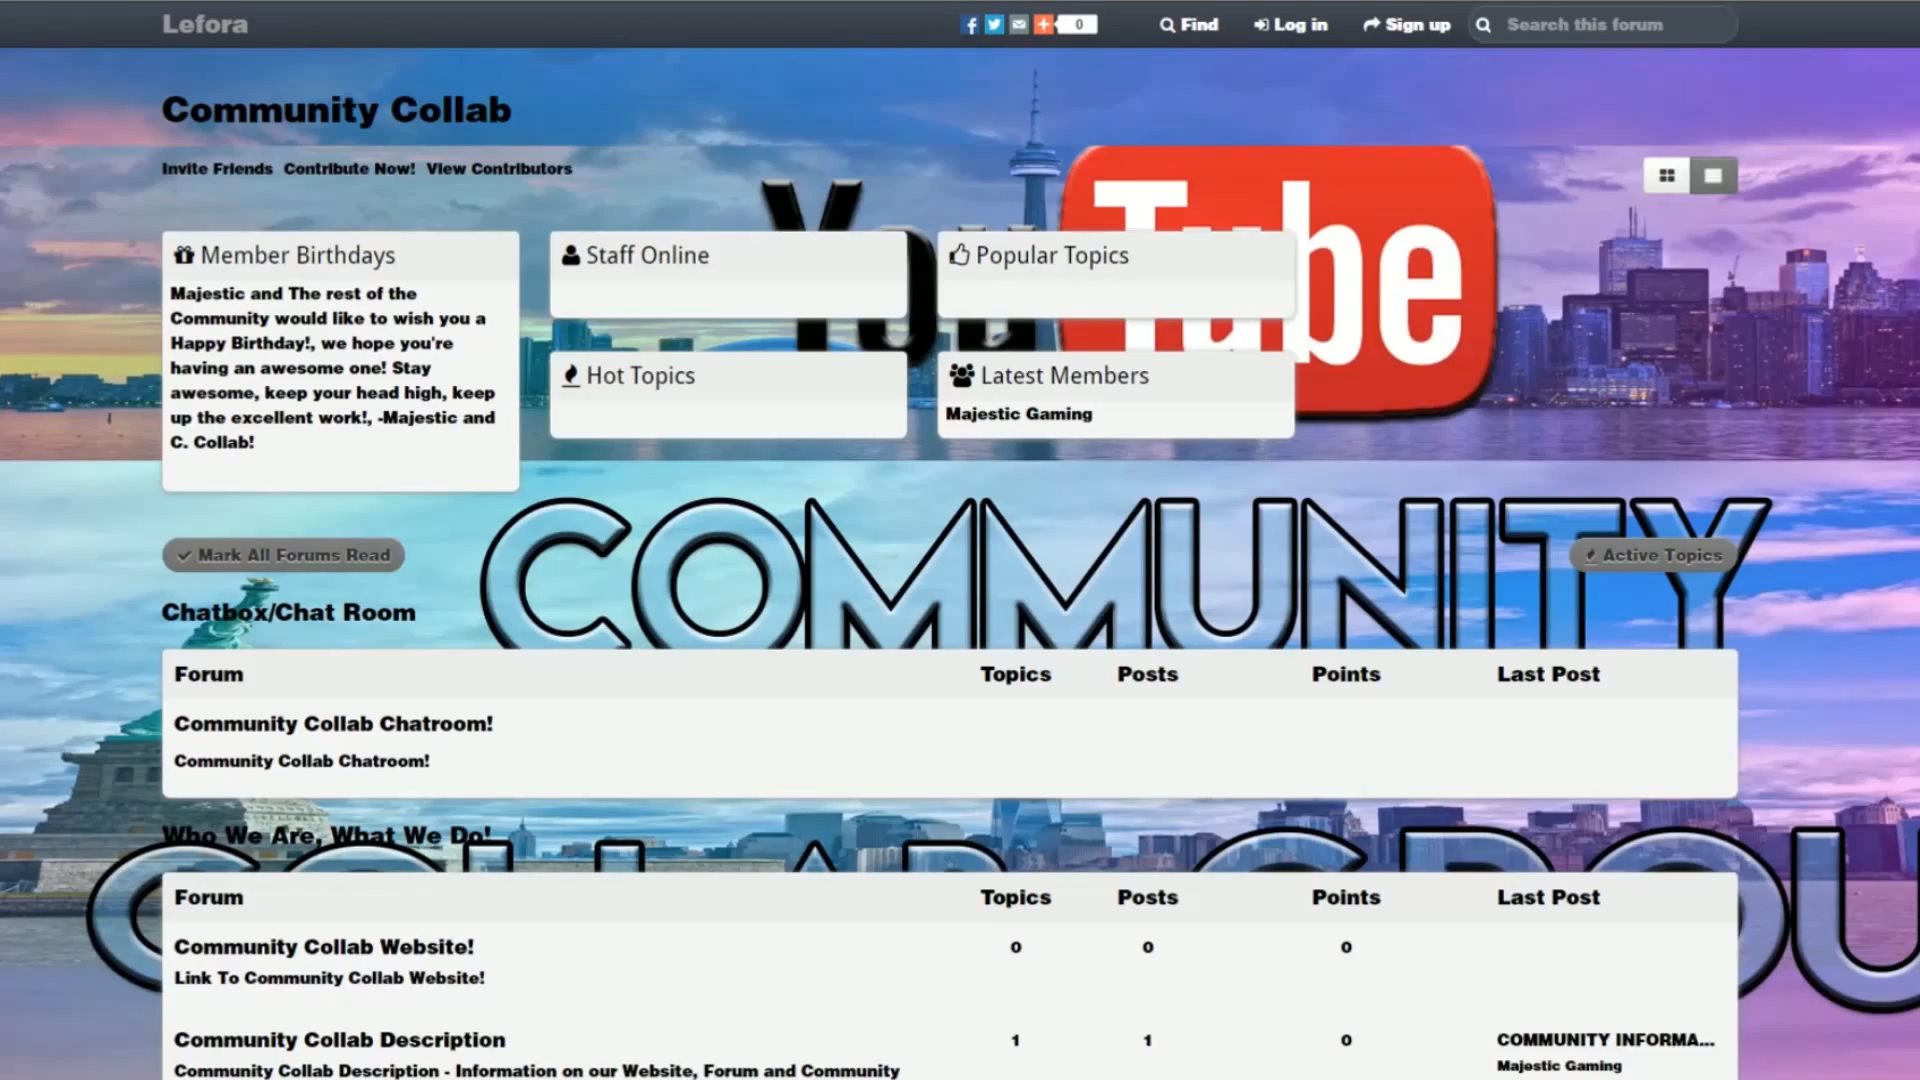 Lefora
0
Find
Log in
Sign up
Search this forum
Community Collab
Invite Friends Contribute Now! View Contributors
YouTube
Member Birthdays
Majestic and The rest of the
Community would like to wish you a
Happy Birthday!, we hope you're
having an awesome one! Stay
awesome, keep your head high, keep
up the excellent work!, -Majestic and
C. Collab!
Staff Online
Popular Topics
Hot Topics
Latest Members
Majestic Gaming
COMMUNITY
Mark All Forums Read
Active Topics
Chatbox/Chat Room
Forum Topics Posts Points Last Post
Community Collab Chatroom!
Community Collab Chatroom!
Who We Are, What We Do!
COLLAB GROU
Forum Topics Posts Points Last Post
Community Collab Website! 0 0 0
Link To Community Collab Website!
Community Collab Description 1 1 0 COMMUNITY INFORMA...
Community Collab Description - Information on our Website, Forum and Community
Majestic Gaming